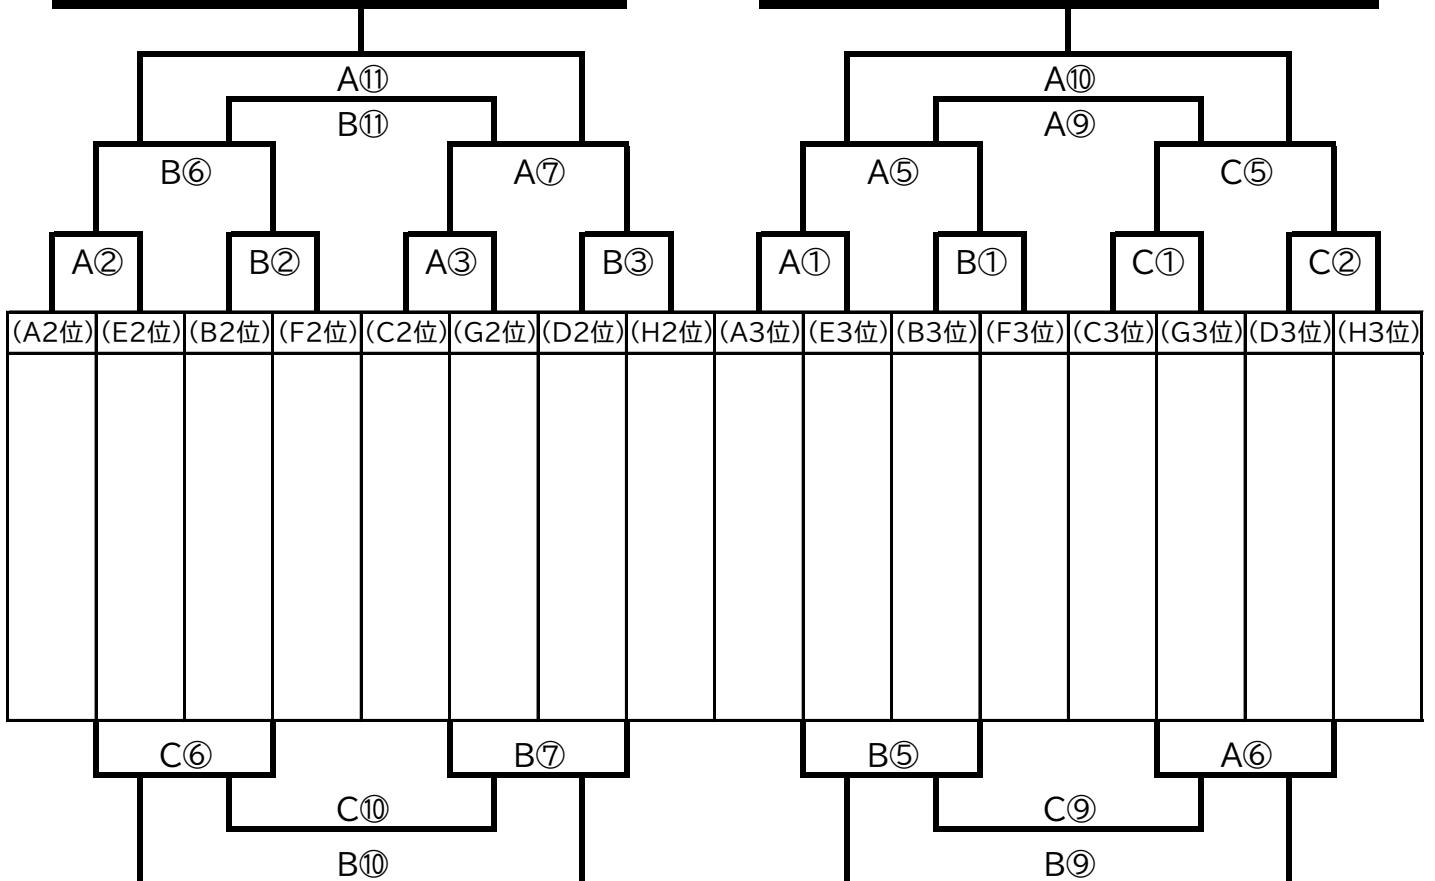 A⑪ A⑩
B⑪ A⑨
B⑥ A⑦ A⑤ C⑤
A② B② A③ B③ A① B① C① C②
(A2位) (E2位) (B2位) (F2位) (C2位) (G2位) (D2位) (H2位) (A3位) (E3位) (B3位) (F3位) (C3位) (G3位) (D3位) (H3位)
C⑥ B⑦ B⑤ A⑥
C⑩ C⑨
B⑩ B⑨